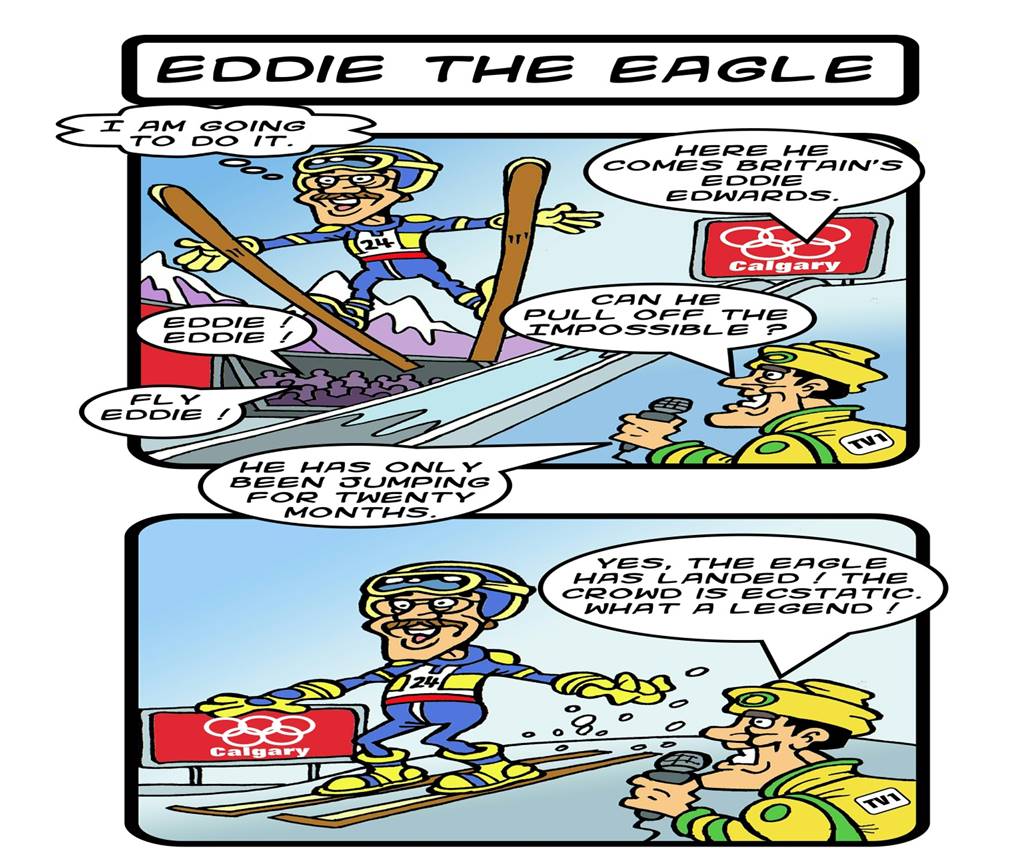 EDDIE THE EAGLE
I AM GOING
TO DO IT.
HERE HE
COMES BRITAIN'S
EDDIE
EDWARDS.
24
Calgary
EDDIE !
EDDIE !
CAN HE
PULL OFF THE
IMPOSSIBLE ?
FLY
EDDIE !
TV1
HE HAS ONLY
BEEN JUMPING
FOR TWENTY
MONTHS.
YES, THE EAGLE
HAS LANDED ! THE
CROWD IS ECSTATIC.
WHAT A LEGEND !
24
Calgary
TV1